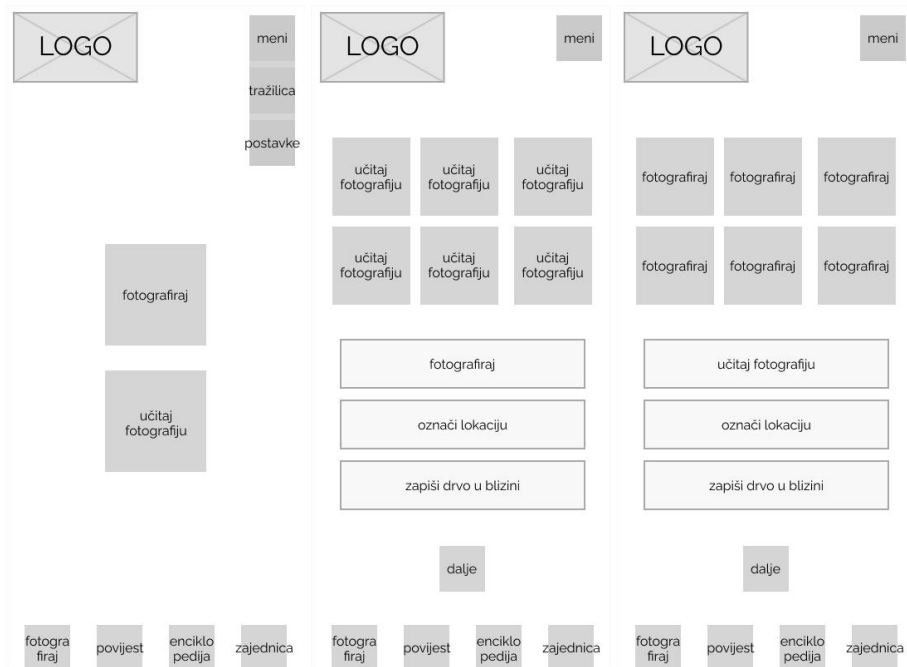 LOGO
meni
tražilica
postavke
fotografiraj
učitaj
fotografiju
fotogra
firaj
povijest
enciklo
pedija
zajednica
LOGO
meni
učitaj
fotografiju
učitaj
fotografiju
učitaj
fotografiju
učitaj
fotografiju
učitaj
fotografiju
učitaj
fotografiju
fotografiraj
označi lokaciju
zapiši drvo u blizini
dalje
fotogra
firaj
povijest
enciklo
pedija
zajednica
LOGO
meni
fotografiraj
fotografiraj
fotografiraj
fotografiraj
fotografiraj
fotografiraj
učitaj fotografiju
označi lokaciju
zapiši drvo u blizini
dalje
fotogra
firaj
povijest
enciklo
pedija
zajednica